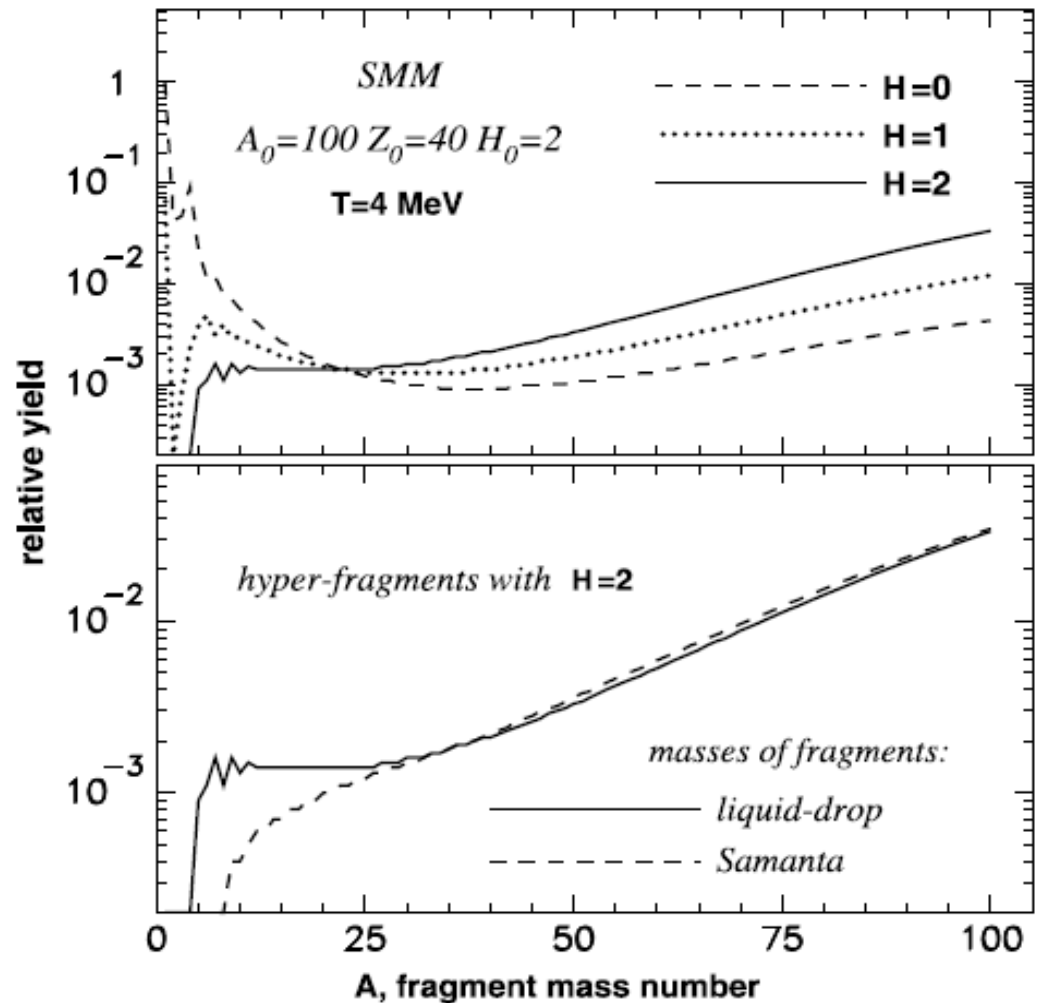 1
10⁻¹
10⁻²
10⁻³
SMM
A₀=100 Z₀=40 H₀=2
T=4 MeV
H=0
H=1
H=2
relative yield
10⁻²
10⁻³
hyper-fragments with H=2
masses of fragments:
liquid-drop
Samanta
0 25 50 75 100
A, fragment mass number